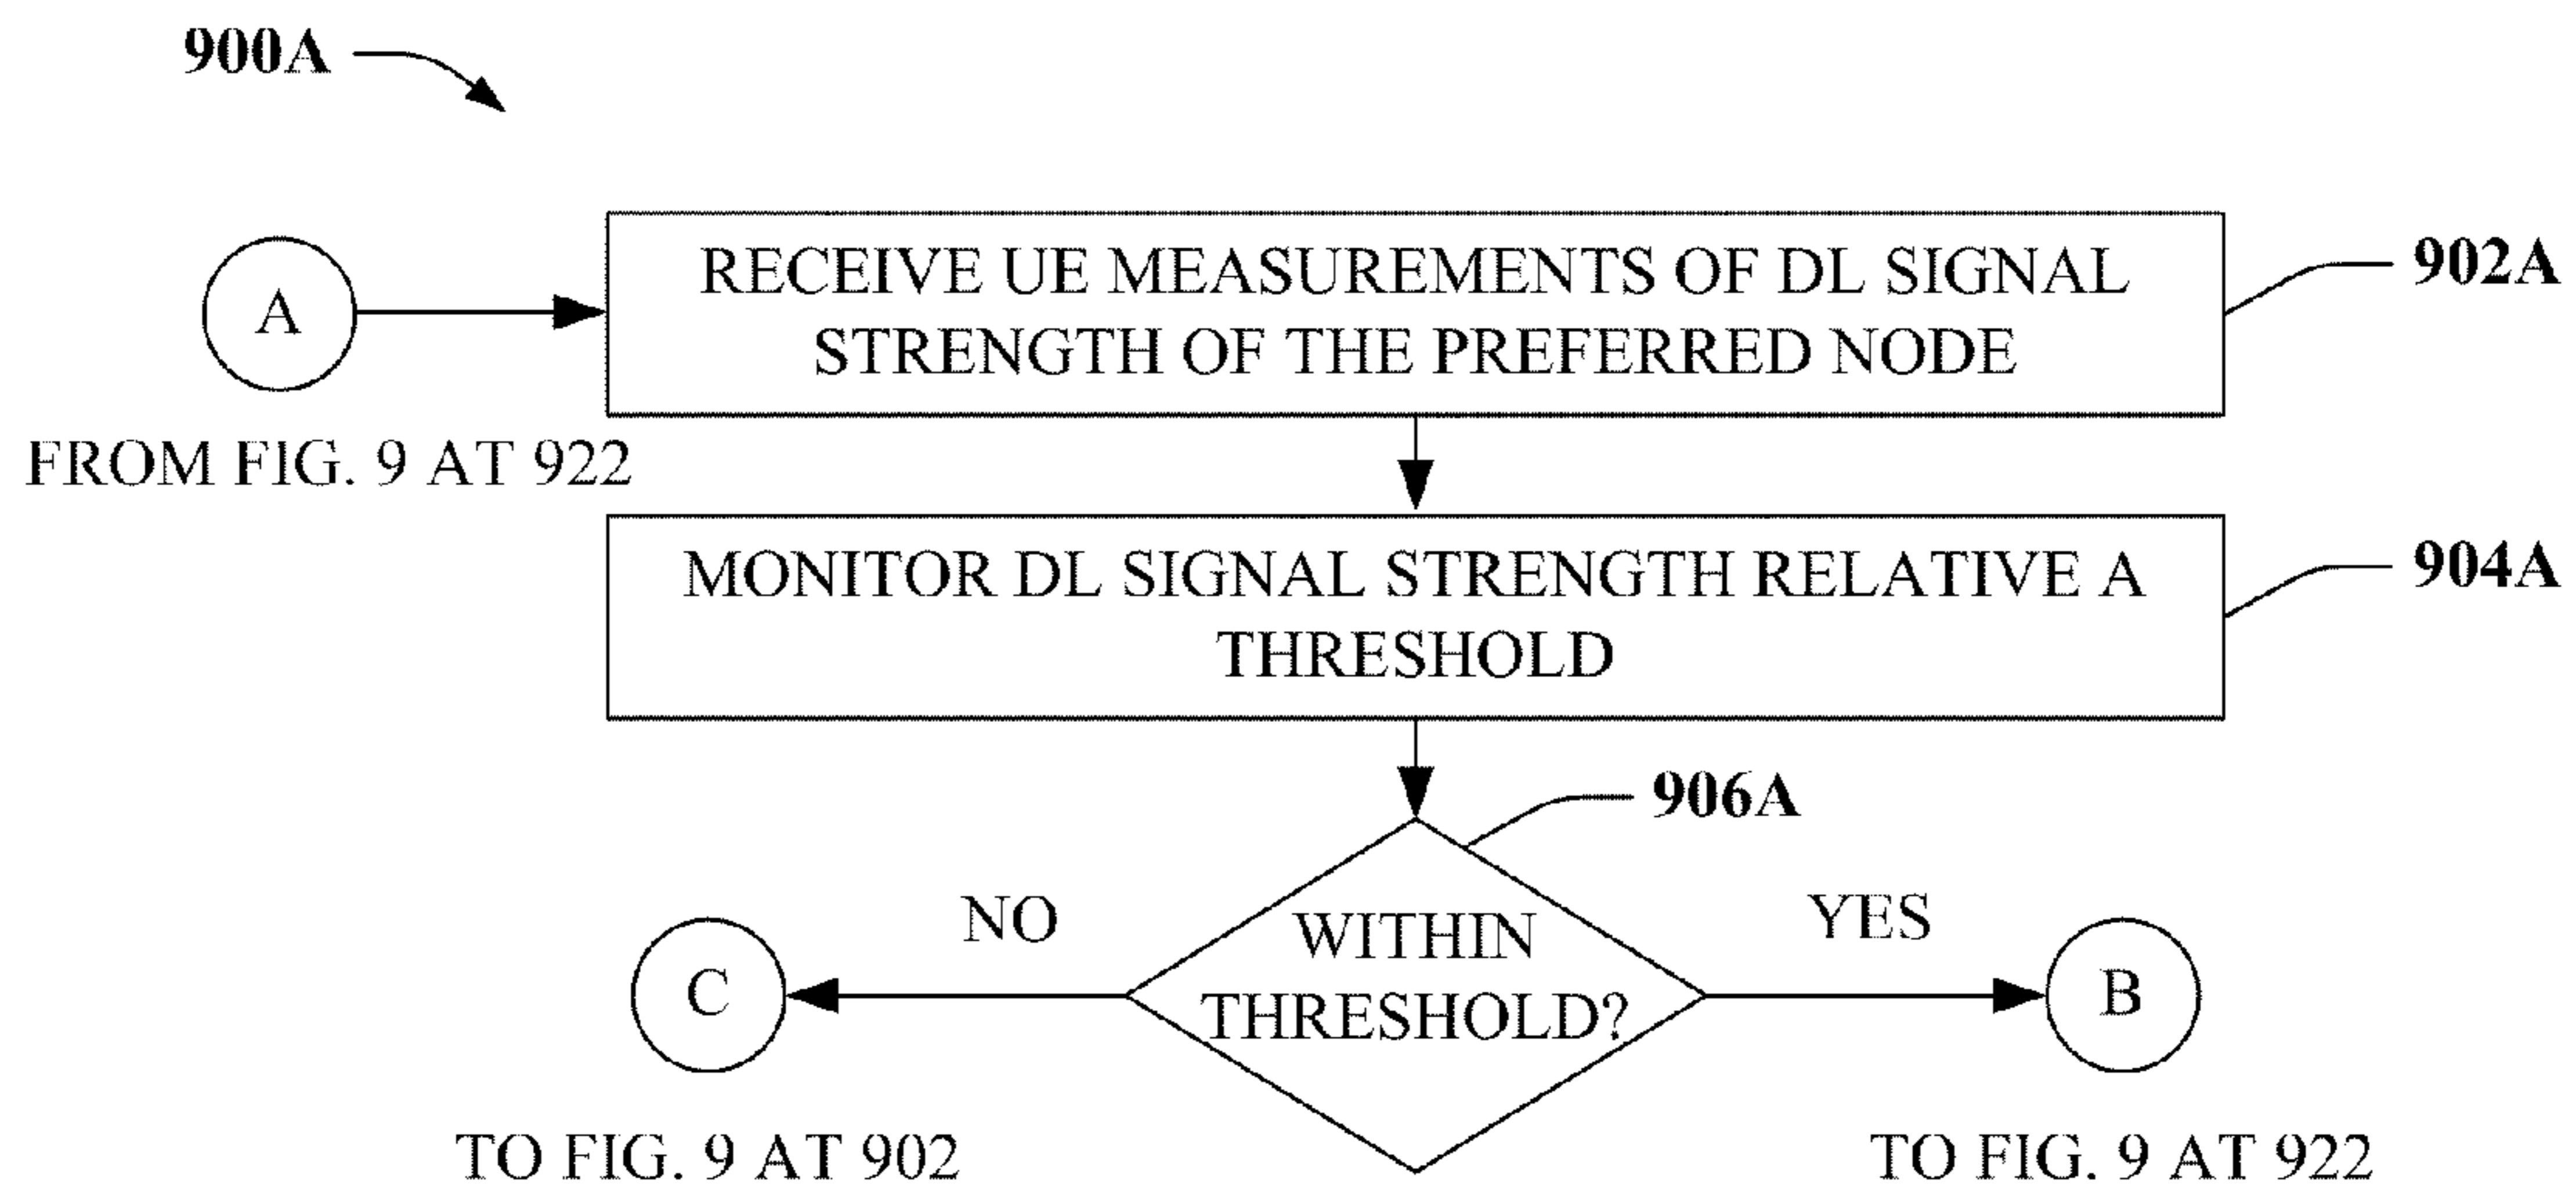 900A
RECEIVE UE MEASUREMENTS OF DL SIGNAL
STRENGTH OF THE PREFERRED NODE
902A
A
FROM FIG. 9 AT 922
MONITOR DL SIGNAL STRENGTH RELATIVE A
THRESHOLD
904A
906A
NO
WITHIN
THRESHOLD?
YES
C
B
TO FIG. 9 AT 902
TO FIG. 9 AT 922